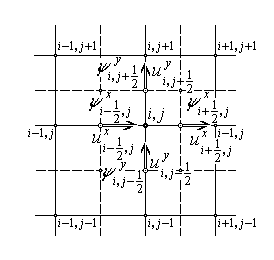 i-1, j+1 i, j+1 i+1, j+1
ψ^y_{i, j+1/2} u^y_{i, j+1/2}
ψ^x_{i-1/2, j} i, j ψ^x_{i+1/2, j}
i-1, j i-1, j
u^x_{i-1/2, j} u^x_{i+1/2, j}
ψ^y_{i, j-1/2} u^y_{i, j-1/2}
i-1, j-1 i, j-1 i+1, j-1